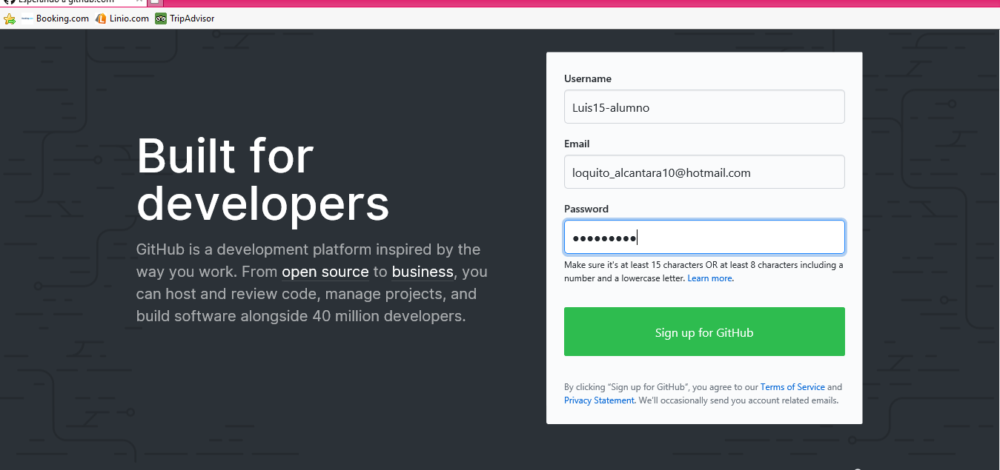 Esperando a github.com
Booking.com Linio.com TripAdvisor
Username
Luis15-alumno
Email
loquito_alcantara10@hotmail.com
Password
●●●●●●●●●
Make sure it's at least 15 characters OR at least 8 characters including a
number and a lowercase letter. Learn more.
Sign up for GitHub
By clicking “Sign up for GitHub”, you agree to our Terms of Service and
Privacy Statement. We’ll occasionally send you account related emails.
Built for
developers
GitHub is a development platform inspired by the
way you work. From open source to business, you
can host and review code, manage projects, and
build software alongside 40 million developers.